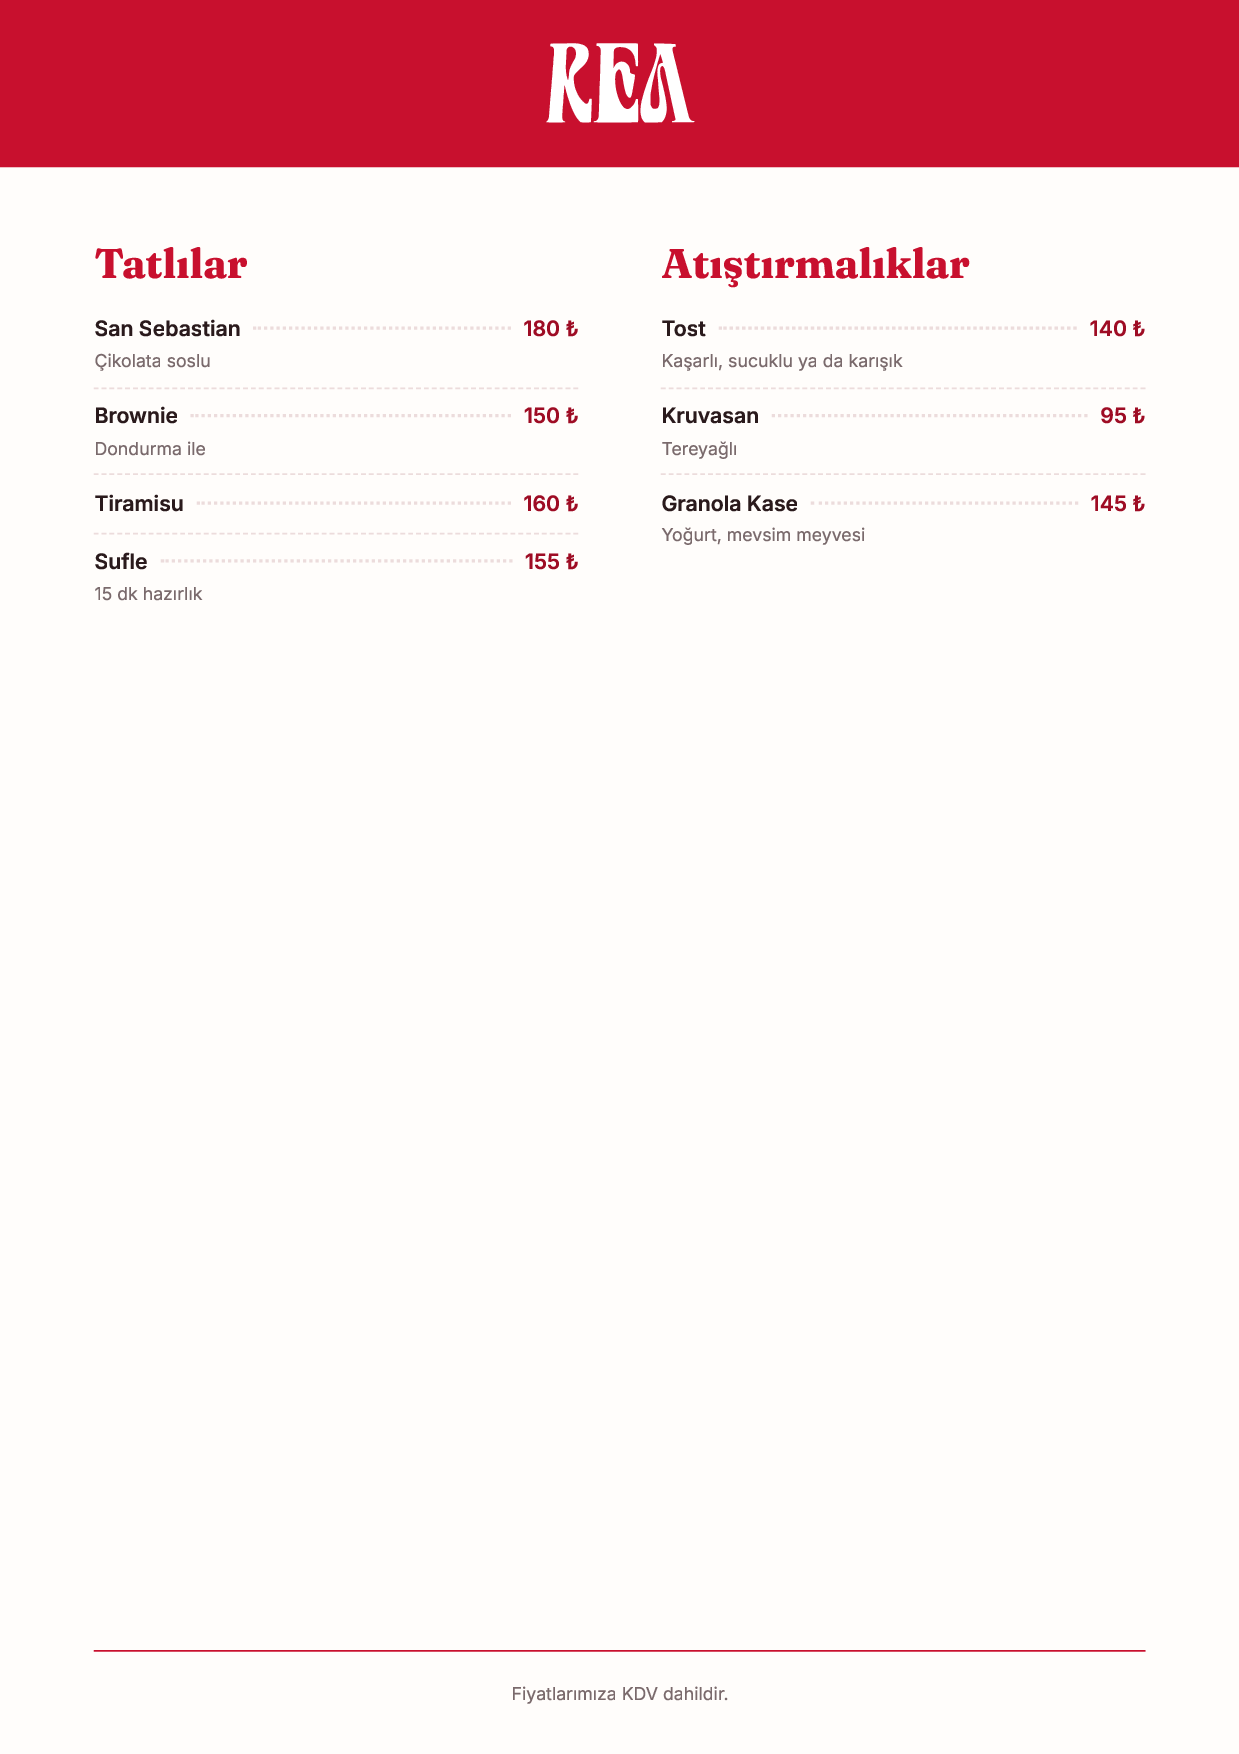 REA
Tatlılar
San Sebastian 180 ₺
Çikolata soslu
Brownie 150 ₺
Dondurma ile
Tiramisu 160 ₺
Sufle 155 ₺
15 dk hazırlık
Atıştırmalıklar
Tost 140 ₺
Kaşarlı, sucuklu ya da karışık
Kruvasan 95 ₺
Tereyağlı
Granola Kase 145 ₺
Yoğurt, mevsim meyvesi
Fiyatlarımıza KDV dahildir.